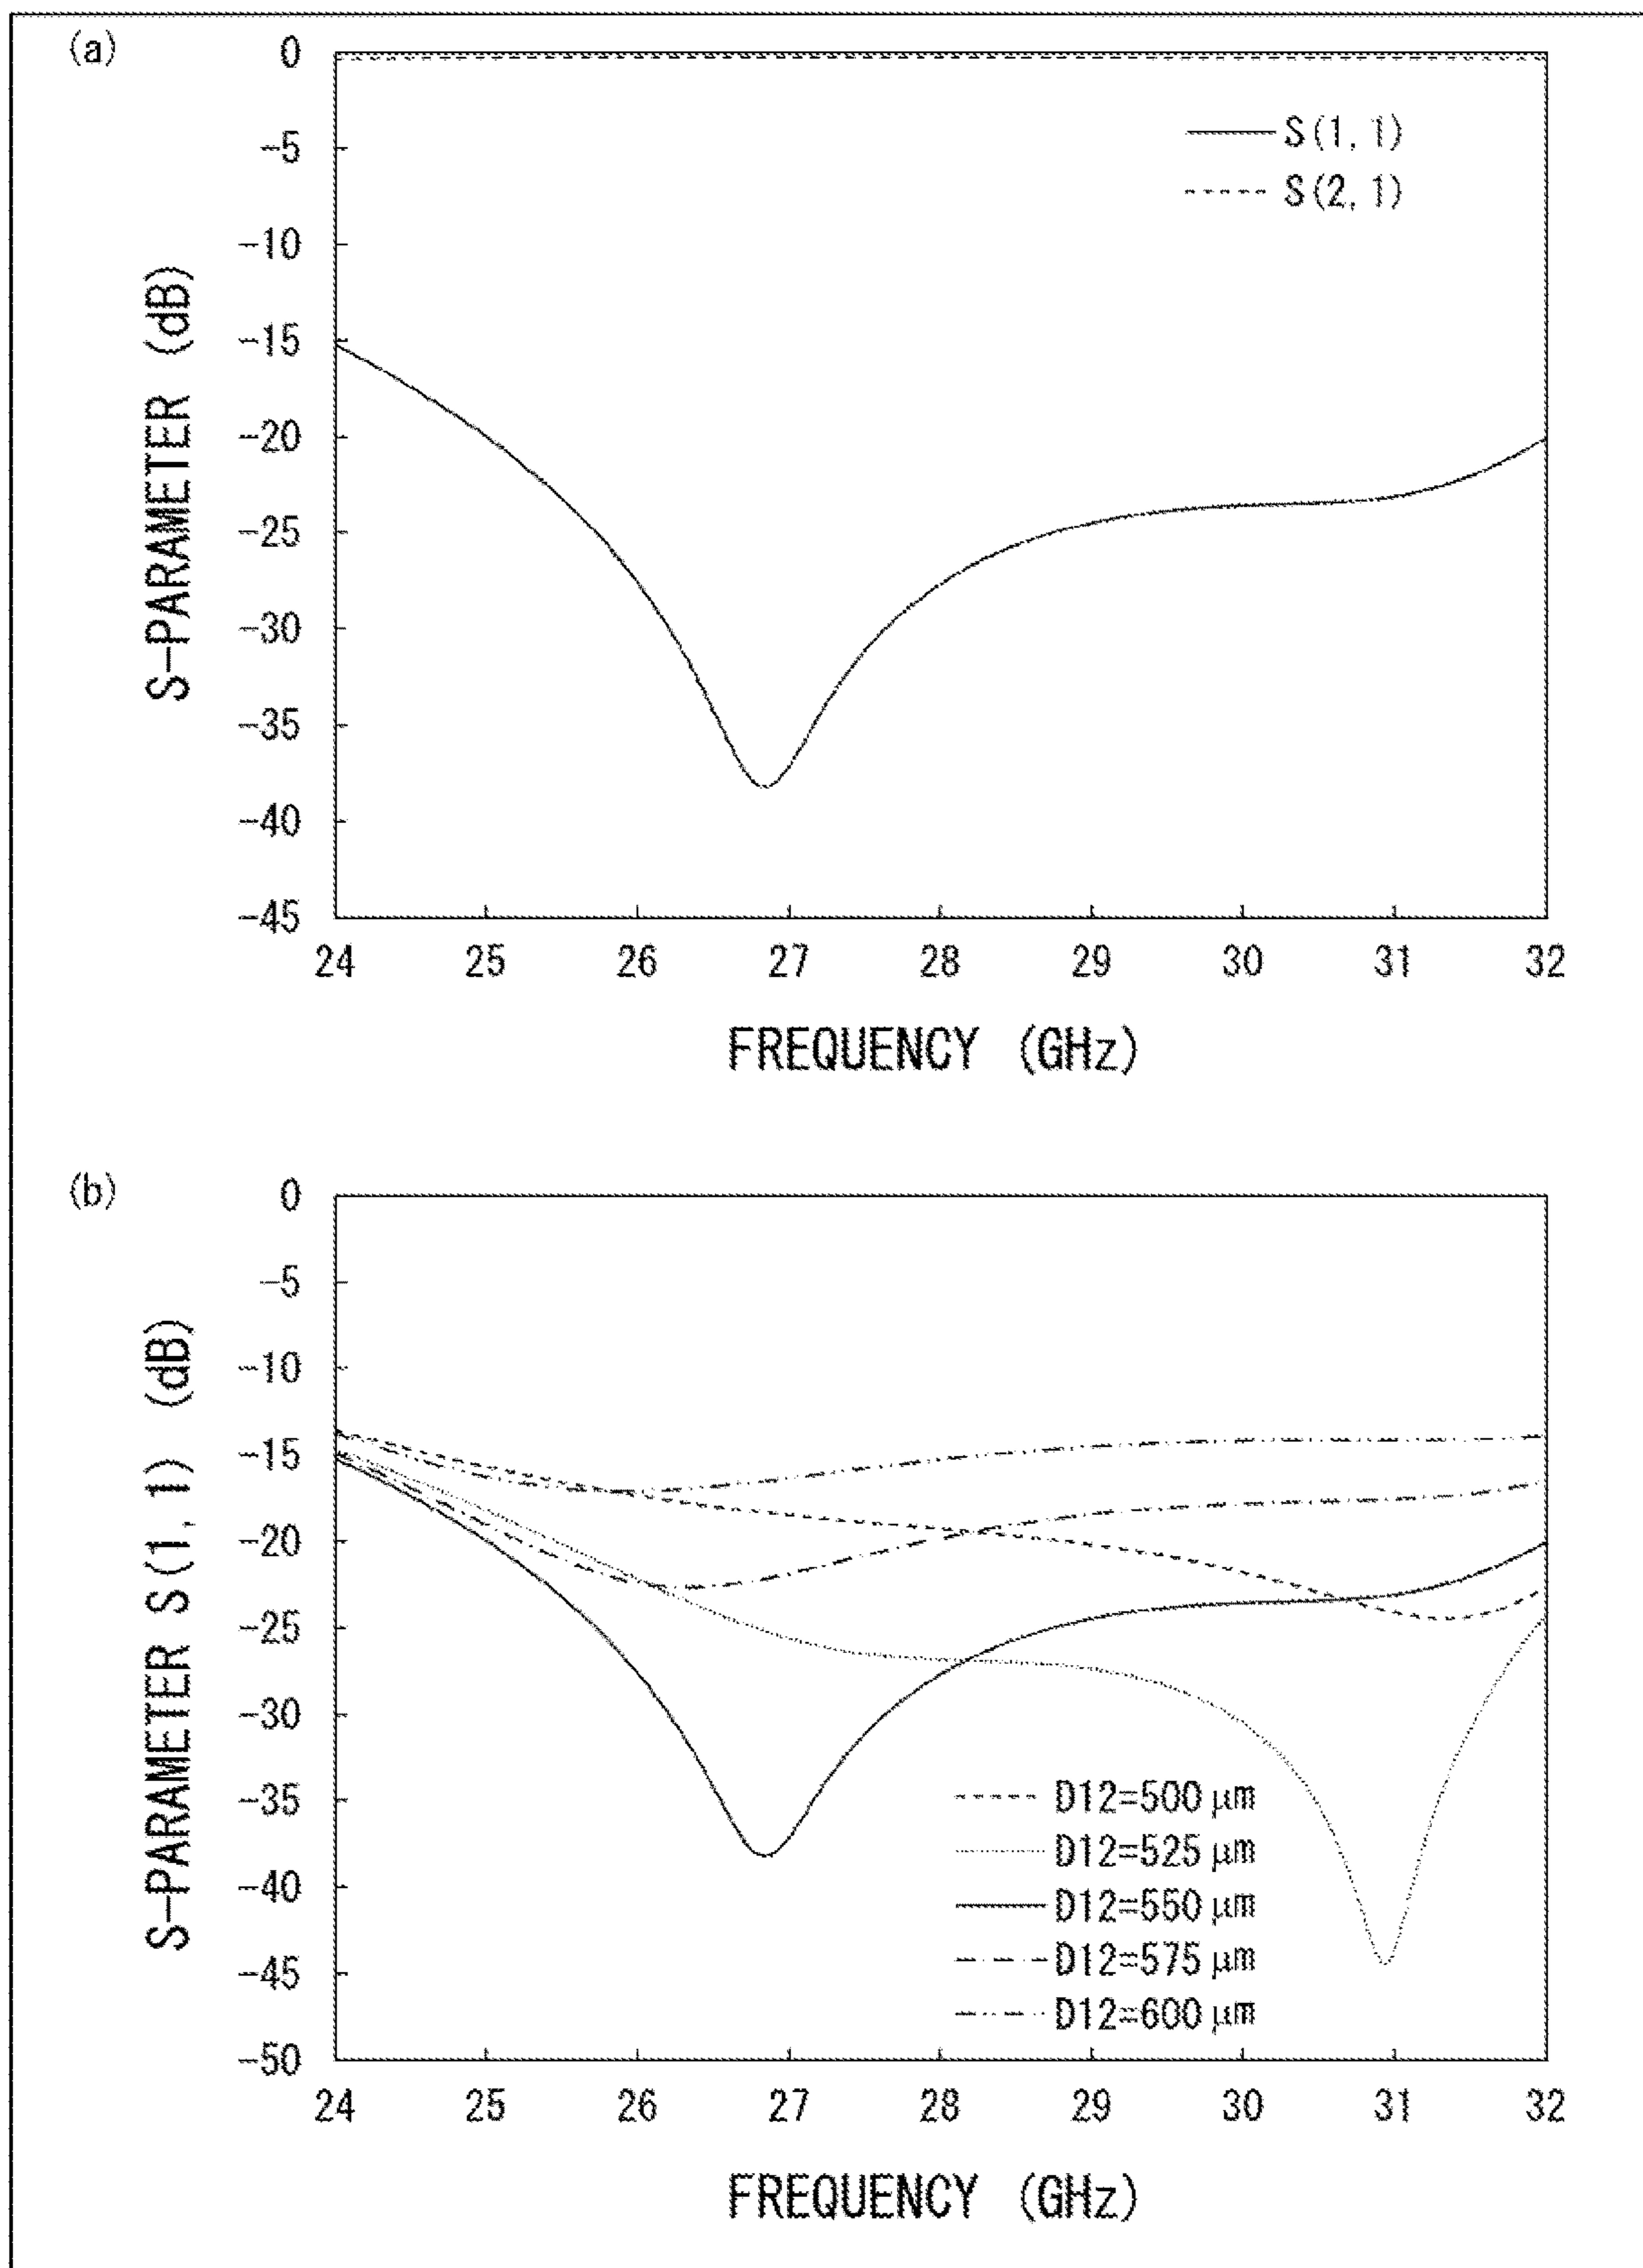 (a)
0
-5
-10
-15
-20
-25
-30
-35
-40
-45
S-PARAMETER (dB)
S(1,1)
S(2,1)
24 25 26 27 28 29 30 31 32
FREQUENCY (GHz)
(b)
0
-5
-10
-15
-20
-25
-30
-35
-40
-45
-50
S-PARAMETER S(1,1) (dB)
D12=500 μm
D12=525 μm
D12=550 μm
D12=575 μm
D12=600 μm
24 25 26 27 28 29 30 31 32
FREQUENCY (GHz)